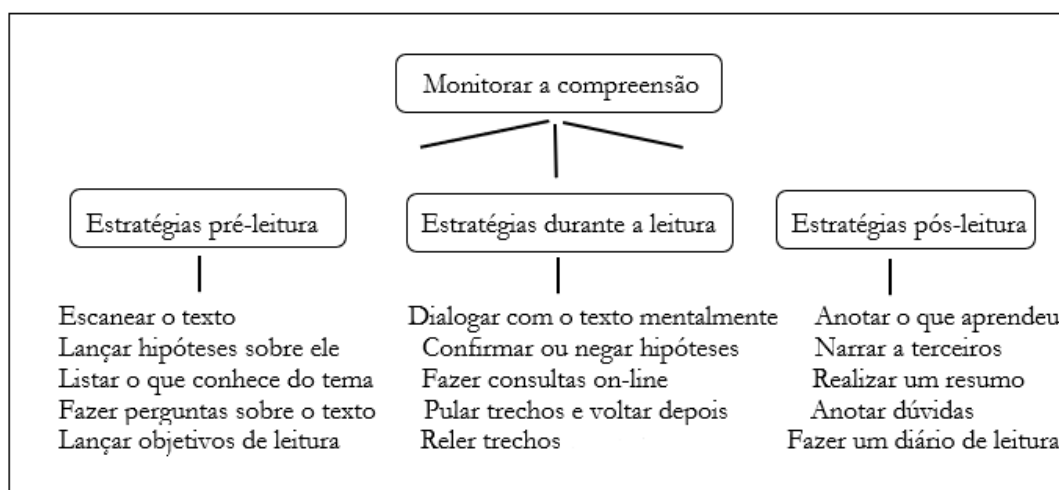 Monitorar a compreensão
Estratégias pré-leitura
Escanear o texto
Lançar hipóteses sobre ele
Listar o que conhece do tema
Fazer perguntas sobre o texto
Lançar objetivos de leitura
Estratégias durante a leitura
Dialogar com o texto mentalmente
Confirmar ou negar hipóteses
Fazer consultas on-line
Pular trechos e voltar depois
Reler trechos
Estratégias pós-leitura
Anotar o que aprendeu
Narrar a terceiros
Realizar um resumo
Anotar dúvidas
Fazer um diário de leitura